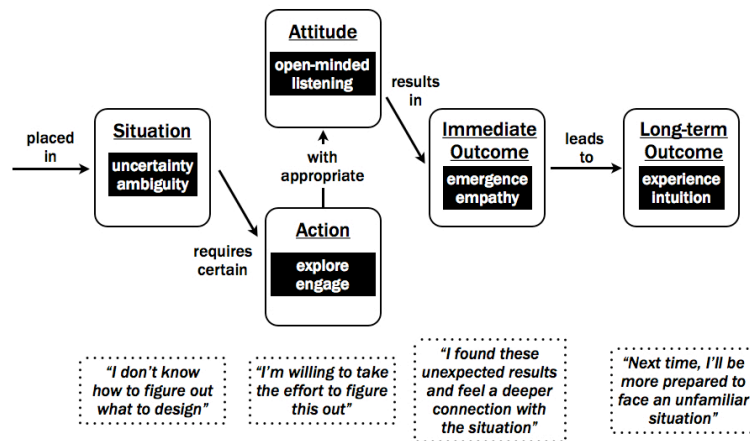 placed
in
Situation
uncertainty
ambiguity
requires
certain
Attitude
open-minded
listening
with
appropriate
Action
explore
engage
results
in
Immediate
Outcome
emergence
empathy
leads
to
Long-term
Outcome
experience
intuition
“I don’t know
how to figure out
what to design”
“I’m willing to take
the effort to figure
this out”
“I found these
unexpected results
and feel a deeper
connection with
the situation”
“Next time, I’ll be
more prepared to
face an unfamiliar
situation”